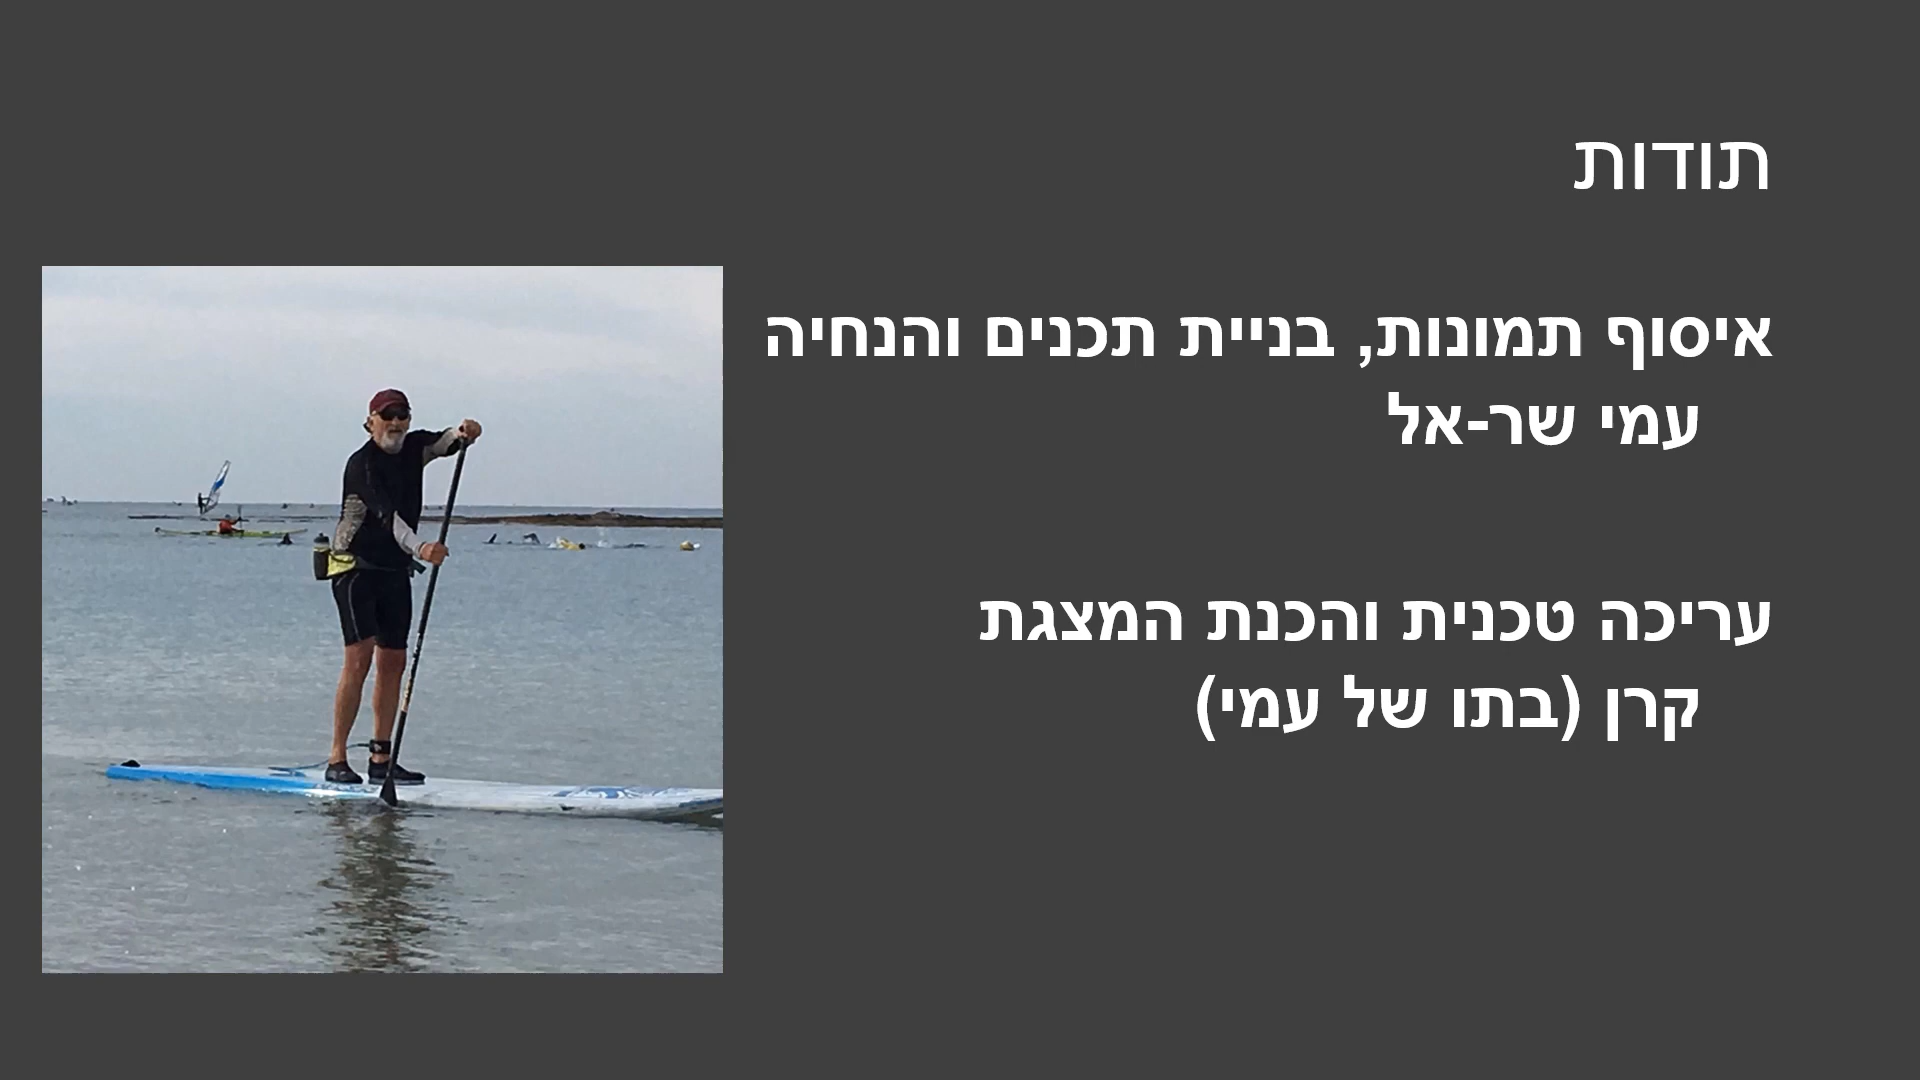 תודות
איסוף תמונות, בניית תכנים והנחיה
עמי שר-אל
עריכה טכנית והכנת המצגת
קרן (בתו של עמי)